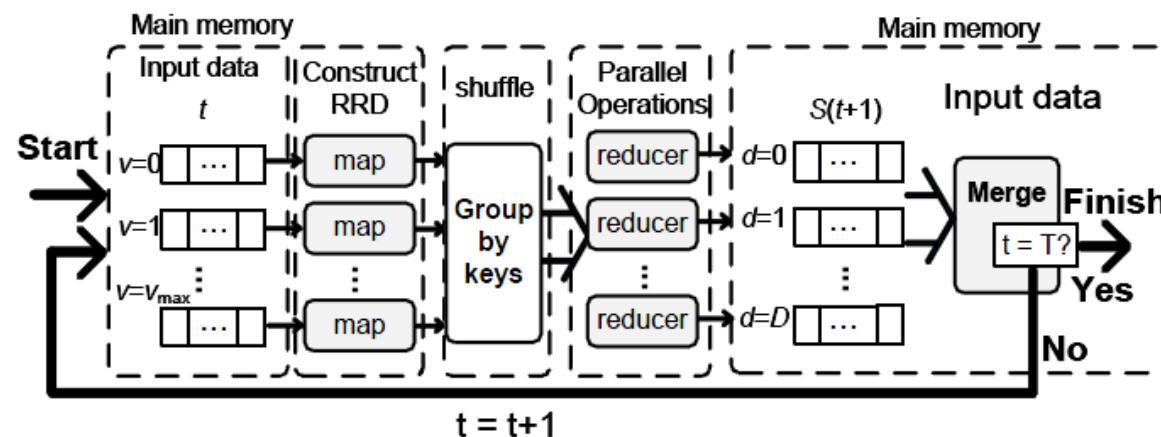 Main memory
Main memory
Input data
t
Construct
RRD
shuffle
Parallel
Operations
S(t+1)
Input data
Start
v=0
...
map
reducer
d=0
...
Group
by
keys
Merge
Finish
v=1
...
map
reducer
d=1
...
t = T?
Yes
v=vmax
...
map
reducer
d=D
...
No
t = t+1